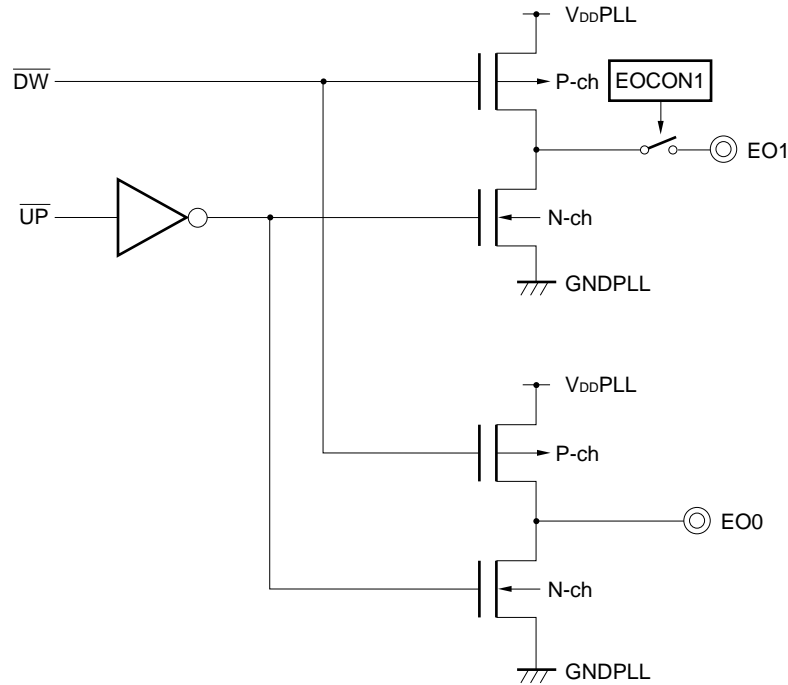 VDDPLL
DW
P-ch
EOCON1
EO1
UP
N-ch
GNDPLL
VDDPLL
P-ch
EO0
N-ch
GNDPLL